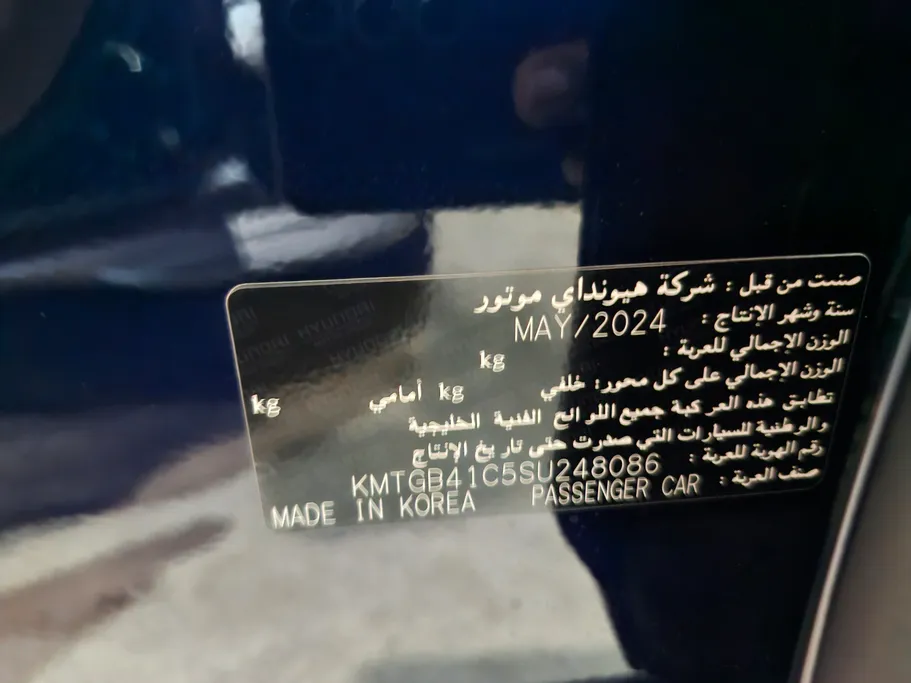 صنعت من قبل : شركة هيونداي موتور
سنة وشهر الإنتاج : MAY/2024
الوزن الإجمالي للعربة : kg
الوزن الإجمالي على كل محور: خلفي kg أمامي kg
تطابق هذه المركبة جميع اللوائح الفنية الخليجية
والوطنية للسيارات التي صدرت حتى تاريخ الإنتاج
رقم الهوية للعربة : KMTGB41C5SU248086
صنف العربة : PASSENGER CAR MADE IN KOREA